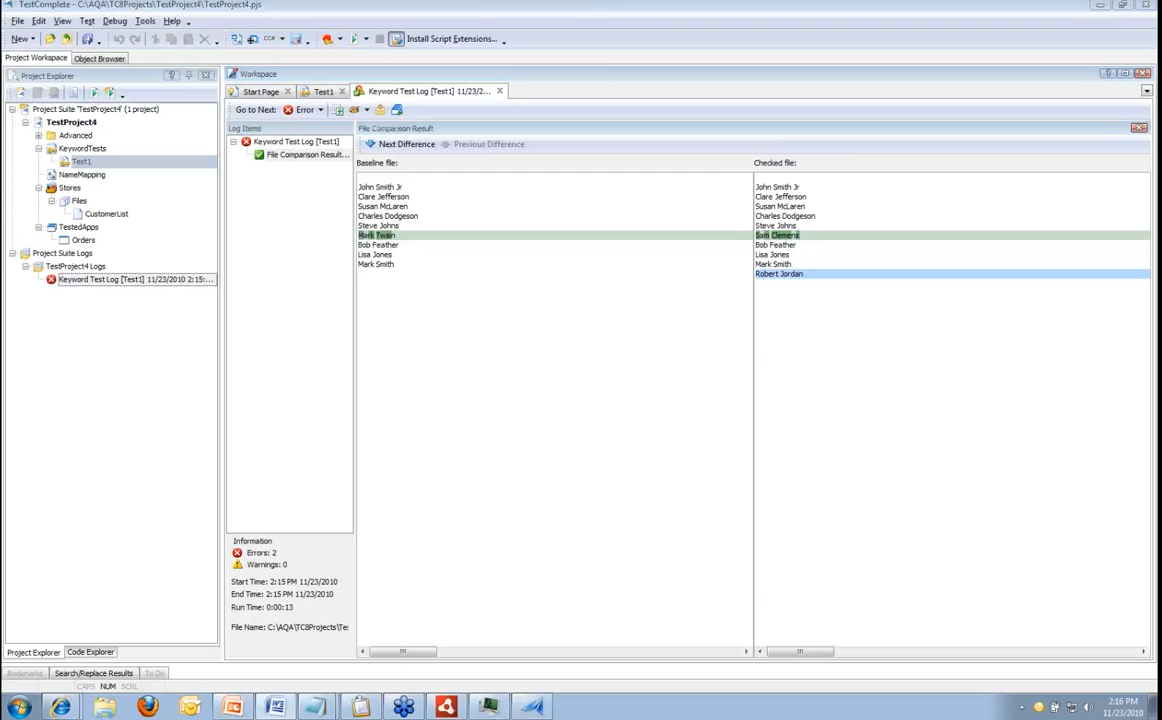 TestComplete - C:\AQA\TC8Projects\TestProject4\TestProject4.pjs
File Edit View Test Debug Tools Help
New Install Script Extensions...
Project Workspace Object Browser
Project Explorer
Workspace
Start Page Test1 Keyword Test Log [Test1] 11/23/2...
Project Suite 'TestProject4' (1 project)
TestProject4
Advanced
KeywordTests
Test1
NameMapping
Stores
Files
CustomerList
TestedApps
Orders
Project Suite Logs
TestProject4 Logs
Keyword Test Log [Test1] 11/23/2010 2:15:...
Go to Next: Error
Log Items
Keyword Test Log [Test1]
File Comparison Result...
Information
Errors: 2
Warnings: 0
Start Time: 2:15 PM 11/23/2010
End Time: 2:15 PM 11/23/2010
Run Time: 0:00:13
File Name: C:\AQA\TC8Projects\Te
File Comparison Result
Next Difference Previous Difference
Baseline file:
John Smith Jr
Clare Jefferson
Susan McLaren
Charles Dodgeson
Steve Johns
Mark Twain
Bob Feather
Lisa Jones
Mark Smith
Checked file:
John Smith Jr
Clare Jefferson
Susan McLaren
Charles Dodgeson
Steve Johns
Sam Clemens
Bob Feather
Lisa Jones
Mark Smith
Robert Jordan
Project Explorer Code Explorer
Bookmarks Search/Replace Results To Do
CAPS NUM SCRL
2:16 PM
11/23/2010